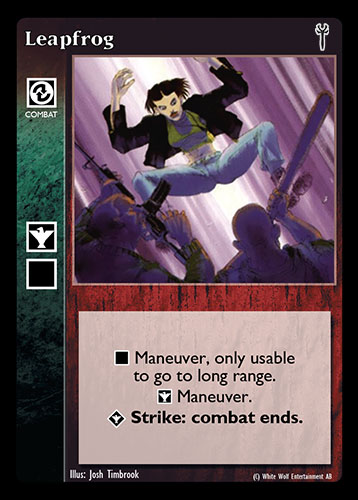 Leapfrog
COMBAT
Maneuver, only usable
to go to long range.
Maneuver.
Strike: combat ends.
Illus: Josh Timbrook
(C) White Wolf Entertainment AB